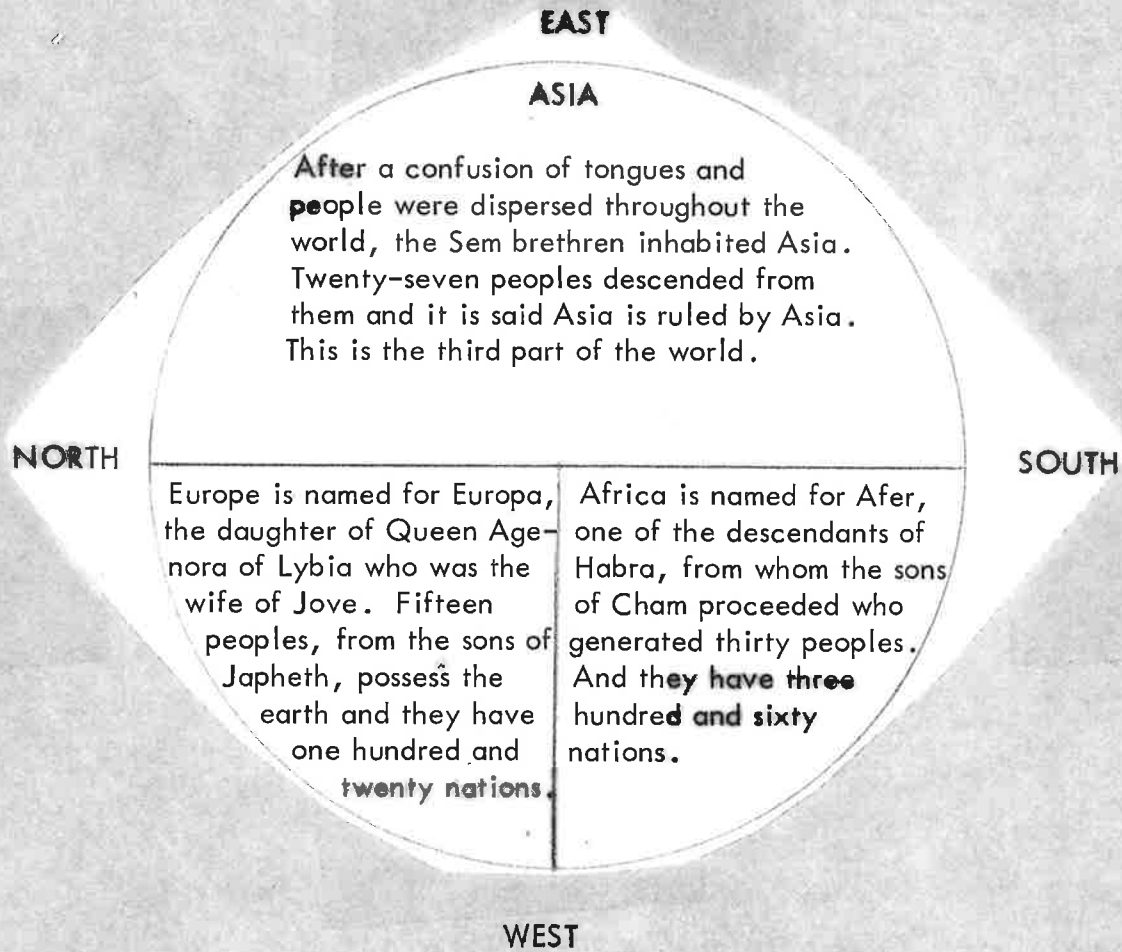 EAST
ASIA
After a confusion of tongues and
people were dispersed throughout the
world, the Sem brethren inhabited Asia.
Twenty-seven peoples descended from
them and it is said Asia is ruled by Asia.
This is the third part of the world.
NORTH
SOUTH
Europe is named for Europa,
the daughter of Queen Age-
nora of Lybia who was the
wife of Jove. Fifteen
peoples, from the sons of
Japheth, possess the
earth and they have
one hundred and
twenty nations.
Africa is named for Afer,
one of the descendants of
Habra, from whom the sons
of Cham proceeded who
generated thirty peoples.
And they have three
hundred and sixty
nations.
WEST